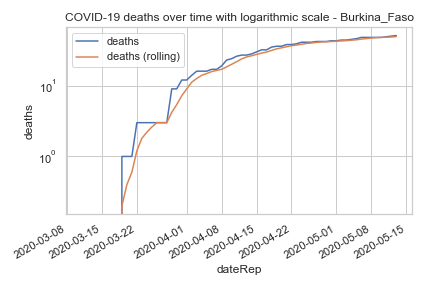 COVID-19 deaths over time with logarithmic scale - Burkina_Faso
deaths
deaths (rolling)
10¹
10⁰
deaths
2020-03-08
2020-03-15
2020-03-22
2020-04-01
2020-04-08
2020-04-15
2020-04-22
2020-05-01
2020-05-08
2020-05-15
dateRep